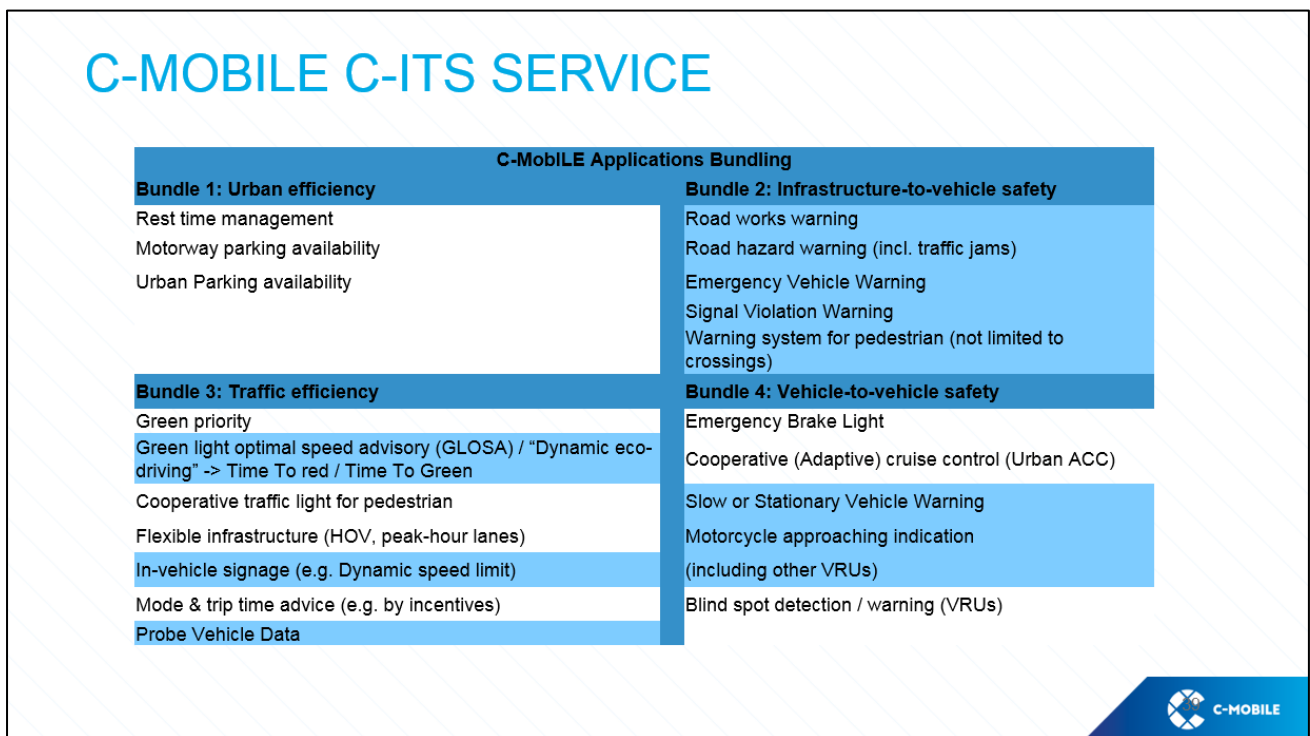 C-MOBILE C-ITS SERVICE
C-MobILE Applications Bundling
Bundle 1: Urban efficiency
Rest time management
Motorway parking availability
Urban Parking availability
Bundle 2: Infrastructure-to-vehicle safety
Road works warning
Road hazard warning (incl. traffic jams)
Emergency Vehicle Warning
Signal Violation Warning
Warning system for pedestrian (not limited to
crossings)
Bundle 3: Traffic efficiency
Green priority
Green light optimal speed advisory (GLOSA) / “Dynamic eco-
driving” -> Time To red / Time To Green
Cooperative traffic light for pedestrian
Flexible infrastructure (HOV, peak-hour lanes)
In-vehicle signage (e.g. Dynamic speed limit)
Mode & trip time advice (e.g. by incentives)
Probe Vehicle Data
Bundle 4: Vehicle-to-vehicle safety
Emergency Brake Light
Cooperative (Adaptive) cruise control (Urban ACC)
Slow or Stationary Vehicle Warning
Motorcycle approaching indication
(including other VRUs)
Blind spot detection / warning (VRUs)
39
C-MOBILE